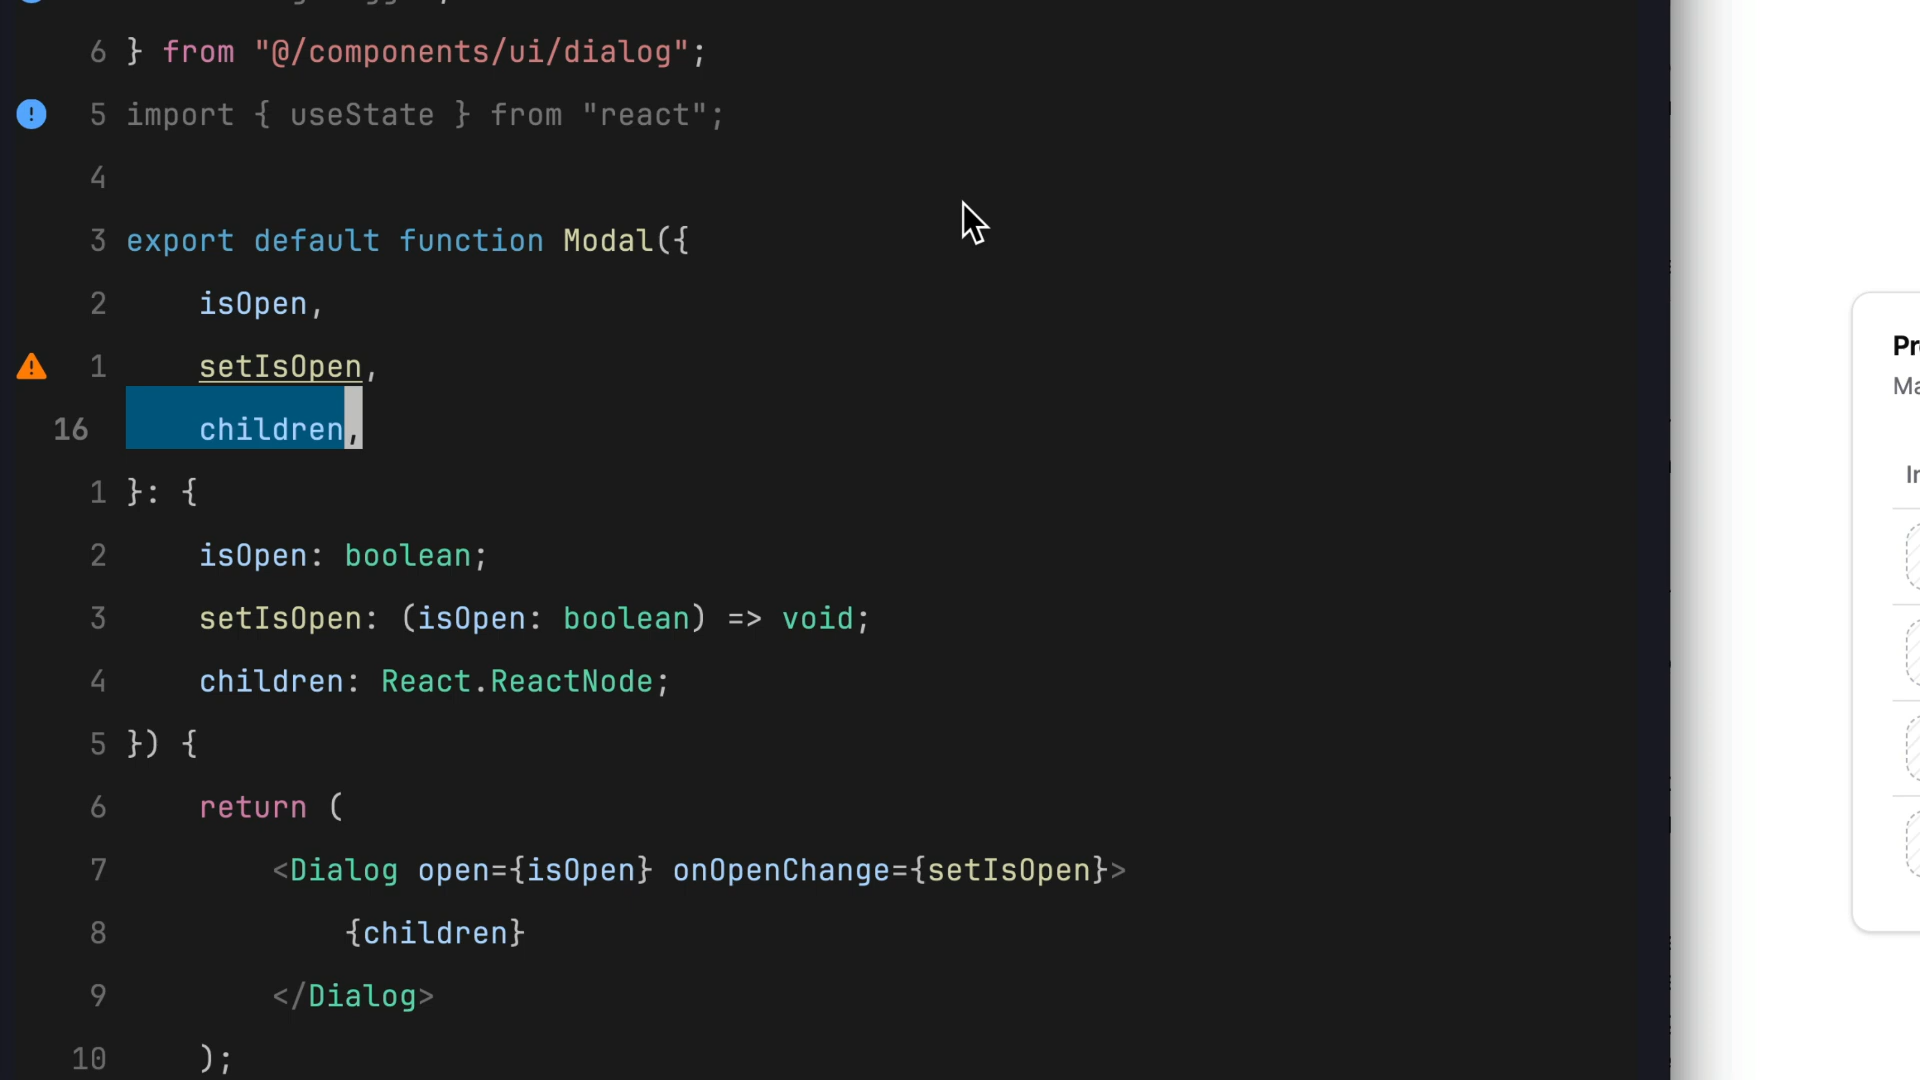 6 } from "@/components/ui/dialog";
5 import { useState } from "react";
4
3 export default function Modal({
2 isOpen,
1 setIsOpen,
16 children,
1 }: {
2 isOpen: boolean;
3 setIsOpen: (isOpen: boolean) => void;
4 children: React.ReactNode;
5 }) {
6 return (
7 <Dialog open={isOpen} onOpenChange={setIsOpen}>
8 {children}
9 </Dialog>
10 );